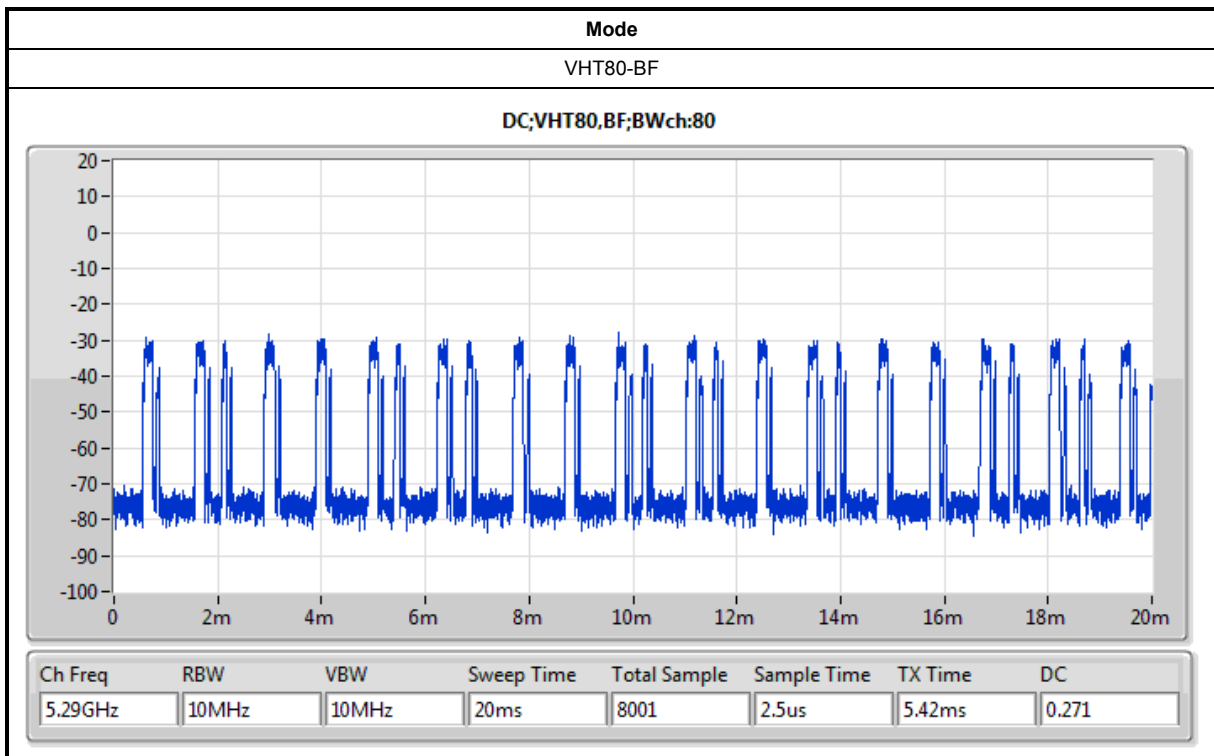 Mode
VHT80-BF
DC;VHT80,BF;BWch:80
20
10
0
-10
-20
-30
-40
-50
-60
-70
-80
-90
-100
0 2m 4m 6m 8m 10m 12m 14m 16m 18m 20m
Ch Freq RBW VBW Sweep Time Total Sample Sample Time TX Time DC
5.29GHz 10MHz 10MHz 20ms 8001 2.5us 5.42ms 0.271